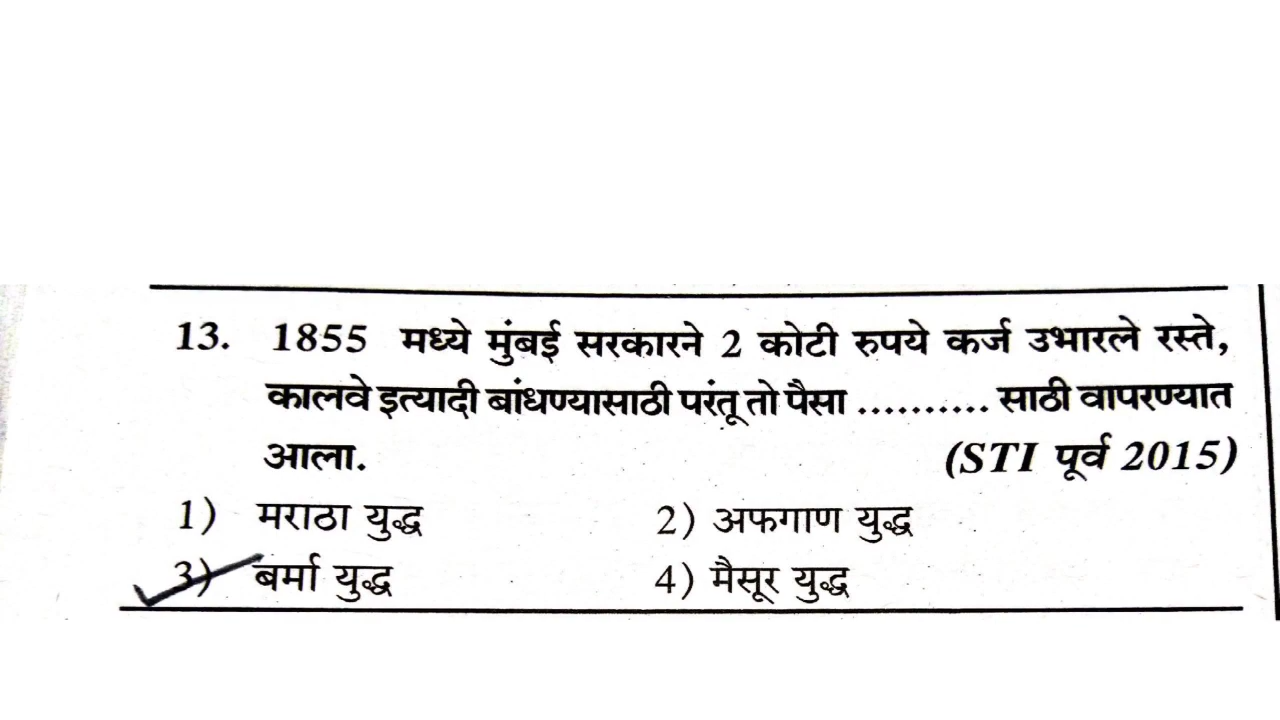 13. 1855 मध्ये मुंबई सरकारने 2 कोटी रुपये कर्ज उभारले रस्ते,
कालवे इत्यादी बांधण्यासाठी परंतू तो पैसा .......... साठी वापरण्यात
आला. (STI पूर्व 2015)
1) मराठा युद्ध 2) अफगाण युद्ध
3) बर्मा युद्ध 4) मैसूर युद्ध